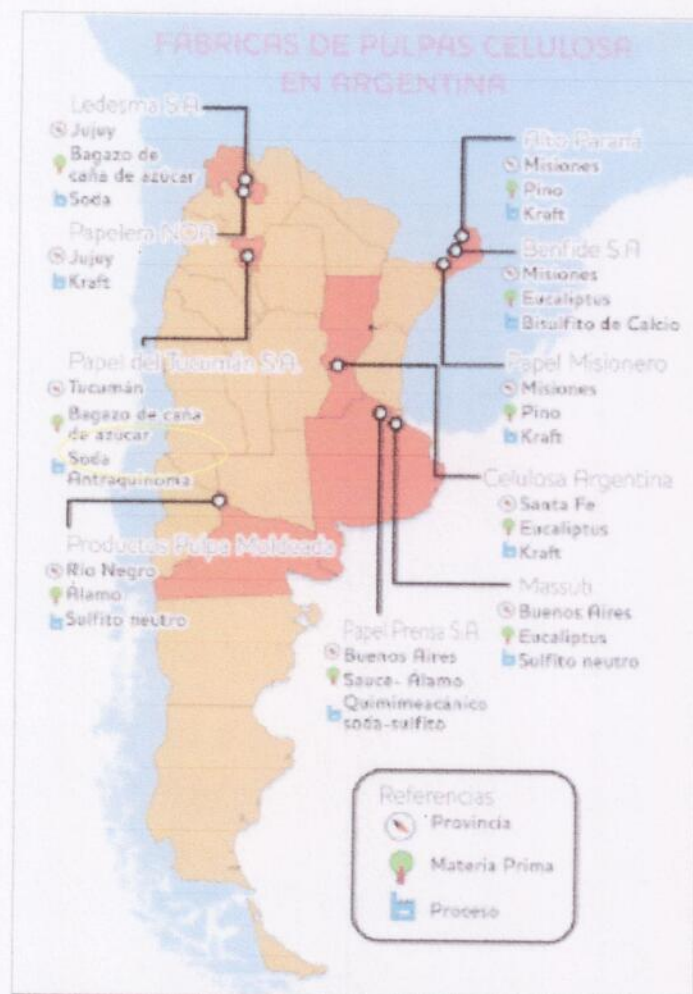 FÁBRICAS DE PULPAS CELULOSA
EN ARGENTINA
Ledesma S.A.
Jujuy
Bagazo de
caña de azúcar
Soda
Papelera NOA
Jujuy
Kraft
Papel del Tucumán S.A.
Tucumán
Bagazo de caña
de azúcar
Soda
Antraquinoma
Productos Pulpa Moldeada
Río Negro
Álamo
Sulfito neutro
Alto Paraná
Misiones
Pino
Kraft
Benfide S.A
Misiones
Eucaliptus
Bisulfito de Calcio
Papel Misionero
Misiones
Pino
Kraft
Celulosa Argentina
Santa Fe
Eucaliptus
Kraft
Massuh
Buenos Aires
Eucaliptus
Sulfito neutro
Papel Prensa S.A
Buenos Aires
Sauce- Álamo
Quimimeacánico
soda-sulfito
Referencias
Provincia
Materia Prima
Proceso